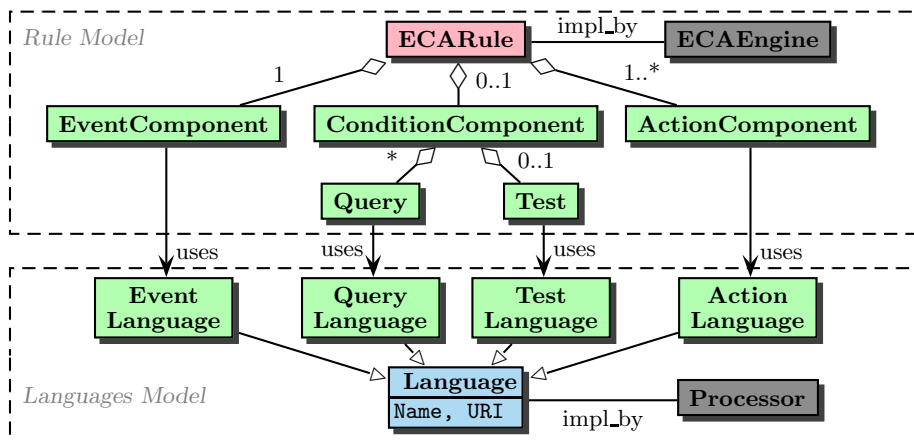 Rule Model
ECARule
impl_by
ECAEngine
1
0..1
1..*
EventComponent
ConditionComponent
ActionComponent
*
0..1
Query
Test
uses
uses
uses
uses
Event
Language
Query
Language
Test
Language
Action
Language
Languages Model
Language
Name, URI
impl_by
Processor